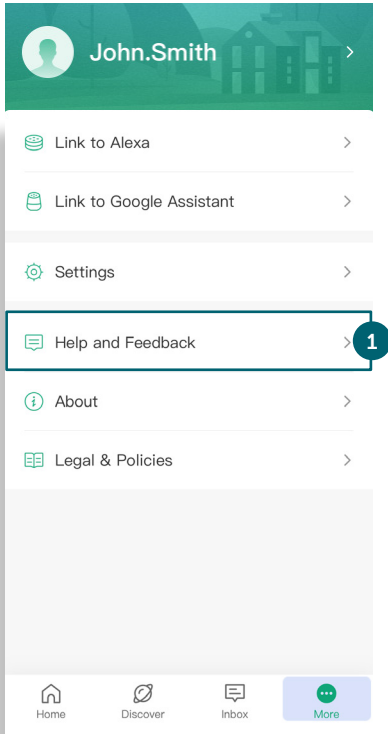 John.Smith
Link to Alexa
Link to Google Assistant
Settings
Help and Feedback
1
About
Legal & Policies
Home
Discover
Inbox
More